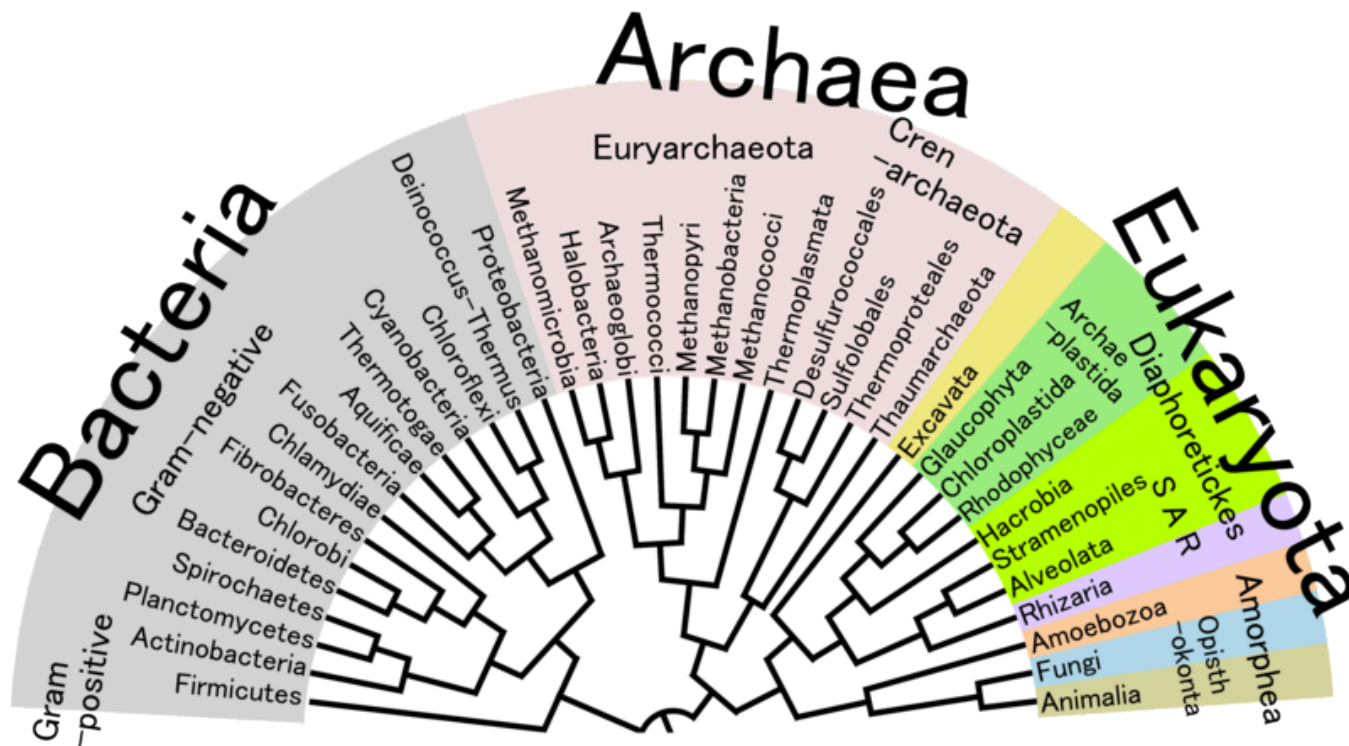 Bacteria
Archaea
Eukaryota
Gram
-positive
Gram-negative
Euryarchaeota
Cren
-archaeota
Archae
-plastida
Diaphoretickes
S A R
Amorphea
Opisth
-okonta
Firmicutes
Actinobacteria
Planctomycetes
Spirochaetes
Bacteroidetes
Chlorobi
Fibrobacteres
Chlamydiae
Fusobacteria
Aquificae
Thermotogae
Cyanobacteria
Chloroflexi
Deinococcus-Thermus
Proteobacteria
Methanomicrobia
Halobacteria
Archaeoglobi
Thermococci
Methanopyri
Methanobacteria
Methanococci
Thermoplasmata
Desulfurococcales
Sulfolobales
Thermoproteales
Thaumarchaeota
Excavata
Glaucophyta
Chloroplastida
Rhodophyceae
Hacrobia
Stramenopiles
Alveolata
Rhizaria
Amoebozoa
Fungi
Animalia